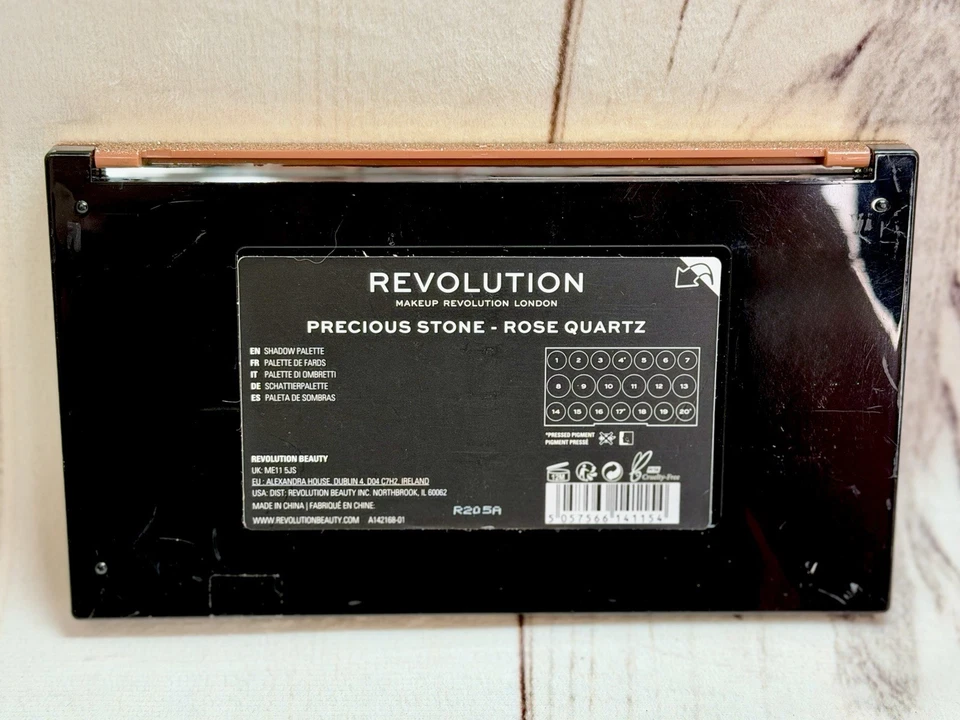 REVOLUTION
MAKEUP REVOLUTION LONDON
PRECIOUS STONE - ROSE QUARTZ
EN SHADOW PALETTE
FR PALETTE DE FARDS
IT PALETTE DI OMBRETTI
DE SCHATTIERPALETTE
ES PALETA DE SOMBRAS
1 2 3 4* 5 6 7
8 9 10 11 12 13
14 15 16 17* 18 19 20*
*PRESSED PIGMENT
PIGMENT PRESSÉ
REVOLUTION BEAUTY
UK: ME11 5JS
EU : ALEXANDRA HOUSE, DUBLIN 4, D04 C7H2, IRELAND
USA: DIST: REVOLUTION BEAUTY INC. NORTHBROOK, IL 60062
MADE IN CHINA | FABRIQUÉ EN CHINE:
WWW.REVOLUTIONBEAUTY.COM A142168-01
R205A
12M
Cruelty-Free
5 057566 141154